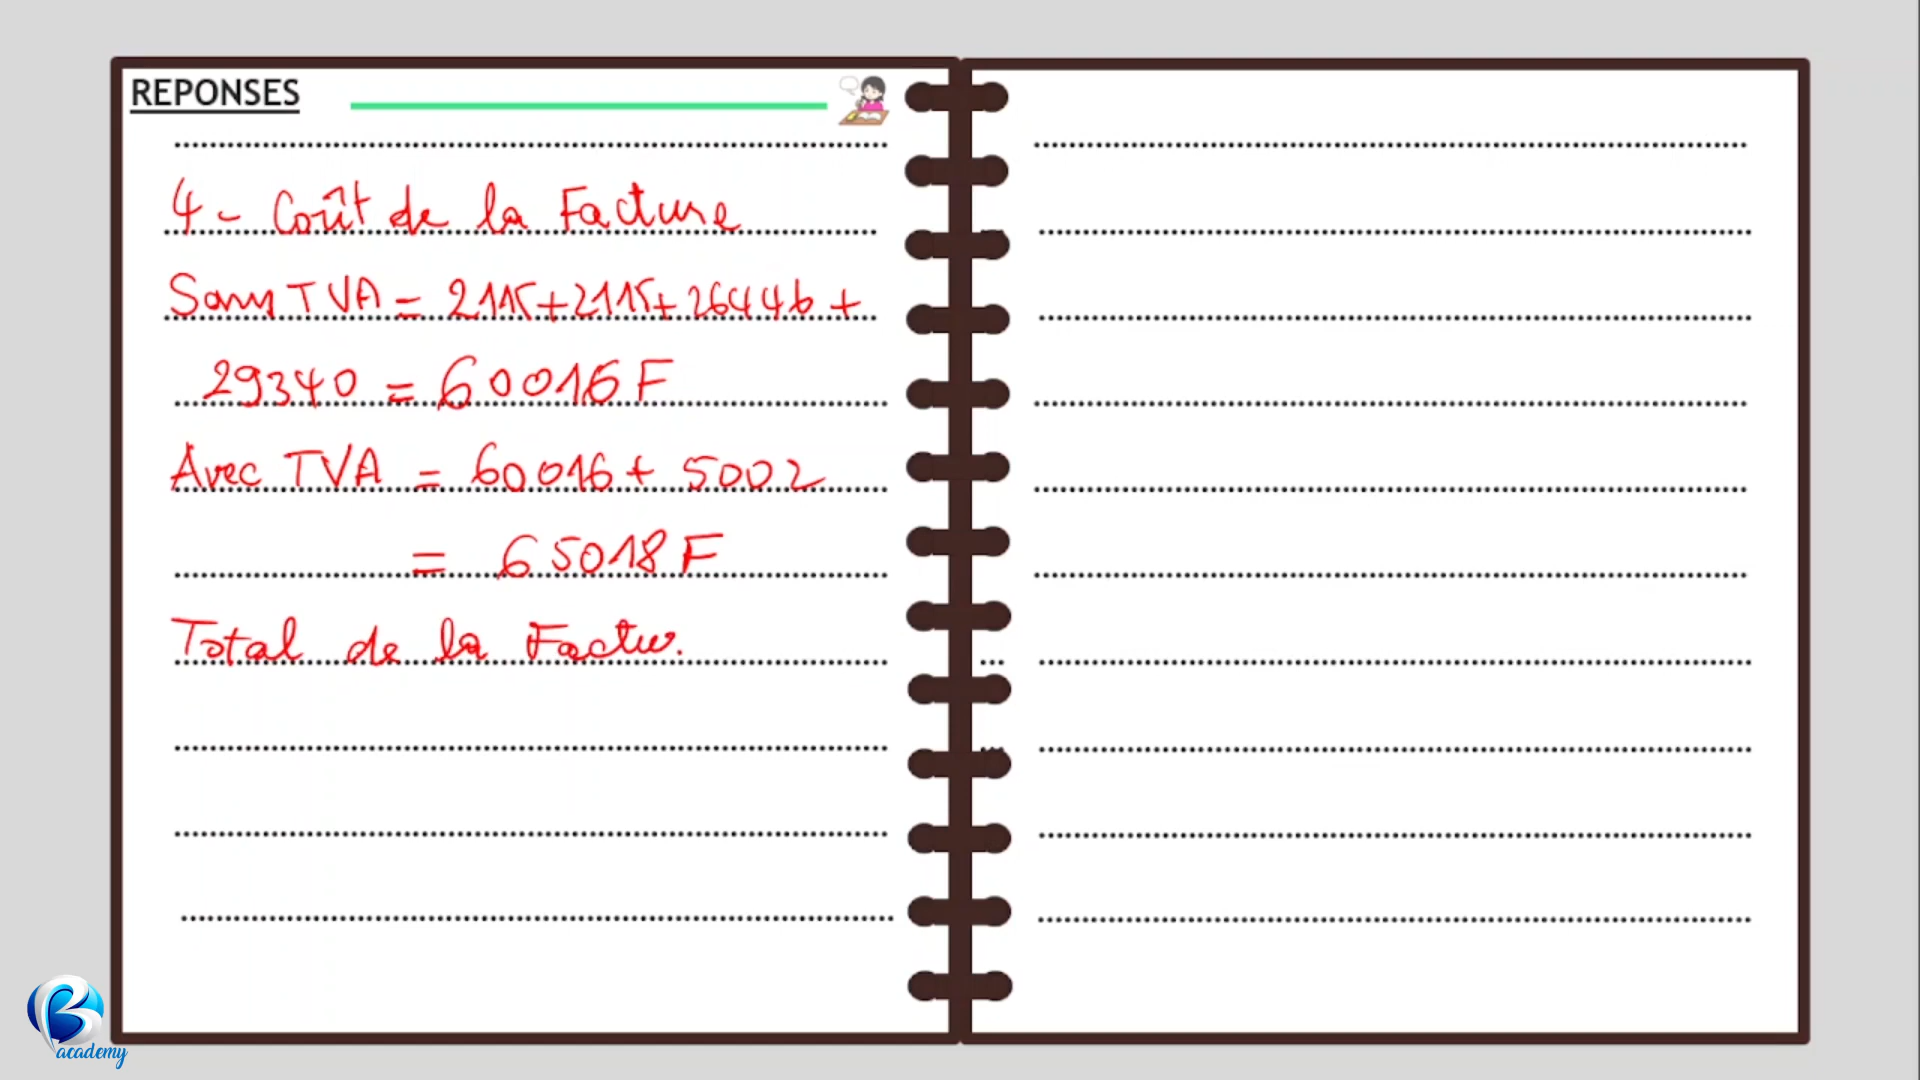 REPONSES
4 - Coût de la Facture
Sans TVA = 2115+2115+26446 +
29340 = 60016 F
Avec TVA = 60016 + 5002
= 65018 F
Total de la Factur.
B
academy